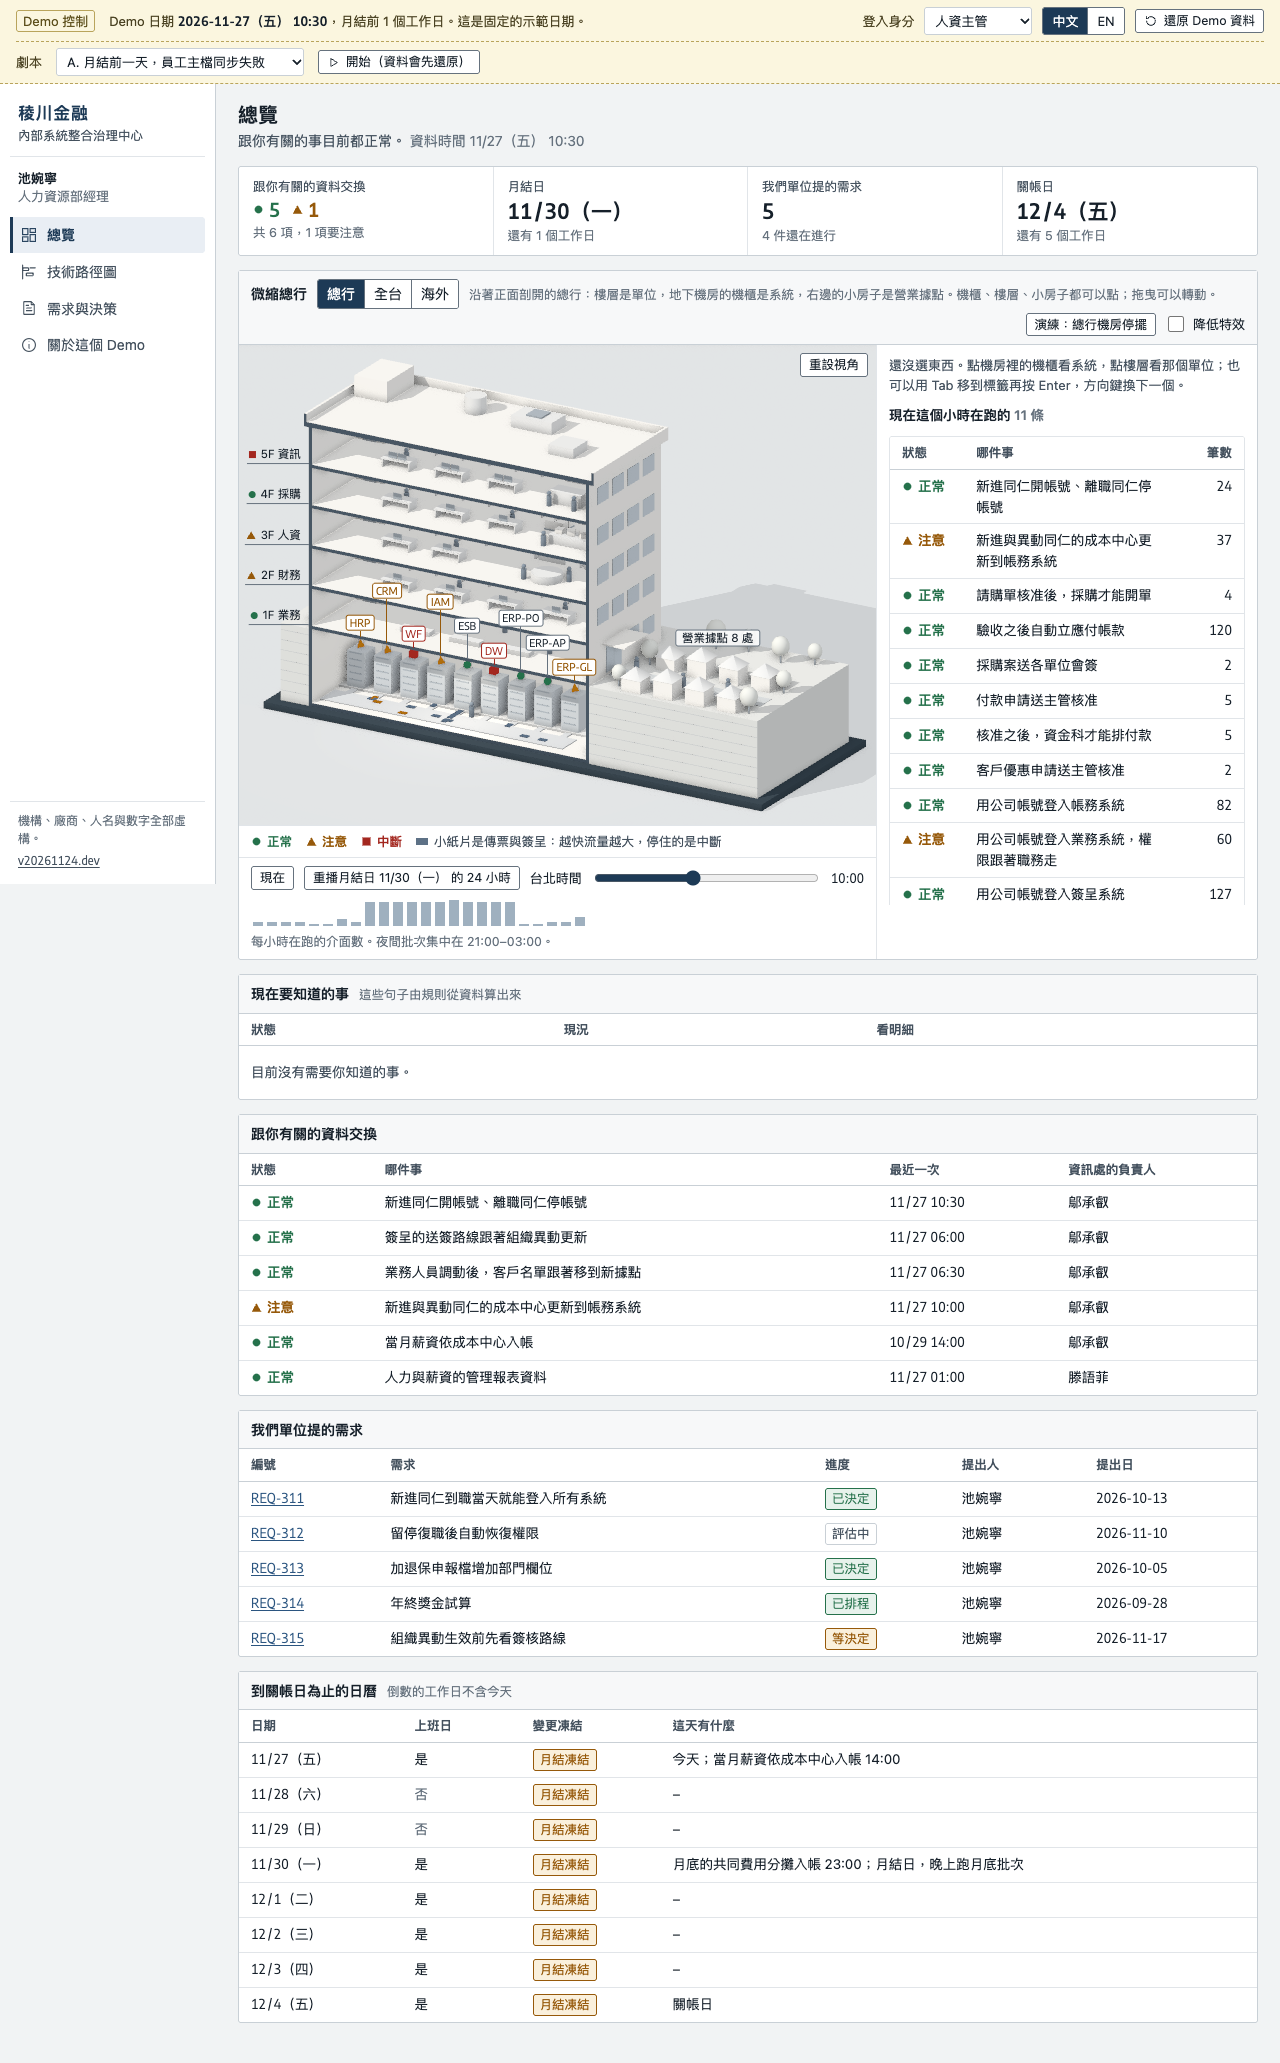 Demo 控制
Demo 日期 2026-11-27（五） 10:30，月結前 1 個工作日。這是固定的示範日期。
登入身分
人資主管
中文
EN
還原 Demo 資料
劇本
A. 月結前一天，員工主檔同步失敗
開始（資料會先還原）
稜川金融
內部系統整合治理中心
池婉寧
人力資源部經理
總覽
技術路徑圖
需求與決策
關於這個 Demo
機構、廠商、人名與數字全部虛
構。
v20261124.dev
總覽
跟你有關的事目前都正常。 資料時間 11/27（五） 10:30
跟你有關的資料交換
5 1
共 6 項，1 項要注意
月結日
11/30（一）
還有 1 個工作日
我們單位提的需求
5
4 件還在進行
關帳日
12/4（五）
還有 5 個工作日
微縮總行
總行
全台
海外
沿著正面剖開的總行：樓層是單位，地下機房的機櫃是系統，右邊的小房子是營業據點。機櫃、樓層、小房子都可以點；拖曳可以轉動。
演練：總行機房停擺
降低特效
重設視角
5F 資訊
4F 採購
3F 人資
2F 財務
1F 業務
CRM
IAM
HRP
WF
ESB
ERP-PO
DW
ERP-AP
ERP-GL
營業據點 8 處
正常 注意 中斷 小紙片是傳票與簽呈：越快流量越大，停住的是中斷
現在
重播月結日 11/30（一） 的 24 小時
台北時間
10:00
每小時在跑的介面數。夜間批次集中在 21:00–03:00。
還沒選東西。點機房裡的機櫃看系統，點樓層看那個單位；也
可以用 Tab 移到標籤再按 Enter，方向鍵換下一個。
現在這個小時在跑的 11 條
狀態 哪件事 筆數
正常 新進同仁開帳號、離職同仁停 24
帳號
注意 新進與異動同仁的成本中心更 37
新到帳務系統
正常 請購單核准後，採購才能開單 4
正常 驗收之後自動立應付帳款 120
正常 採購案送各單位會簽 2
正常 付款申請送主管核准 5
正常 核准之後，資金科才能排付款 5
正常 客戶優惠申請送主管核准 2
正常 用公司帳號登入帳務系統 82
注意 用公司帳號登入業務系統，權 60
限跟著職務走
正常 用公司帳號登入簽呈系統 127
現在要知道的事 這些句子由規則從資料算出來
狀態 現況 看明細
目前沒有需要你知道的事。
跟你有關的資料交換
狀態 哪件事 最近一次 資訊處的負責人
正常 新進同仁開帳號、離職同仁停帳號 11/27 10:30 鄔承叡
正常 簽呈的送簽路線跟著組織異動更新 11/27 06:00 鄔承叡
正常 業務人員調動後，客戶名單跟著移到新據點 11/27 06:30 鄔承叡
注意 新進與異動同仁的成本中心更新到帳務系統 11/27 10:00 鄔承叡
正常 當月薪資依成本中心入帳 10/29 14:00 鄔承叡
正常 人力與薪資的管理報表資料 11/27 01:00 滕語菲
我們單位提的需求
編號 需求 進度 提出人 提出日
REQ-311 新進同仁到職當天就能登入所有系統 已決定 池婉寧 2026-10-13
REQ-312 留停復職後自動恢復權限 評估中 池婉寧 2026-11-10
REQ-313 加退保申報檔增加部門欄位 已決定 池婉寧 2026-10-05
REQ-314 年終獎金試算 已排程 池婉寧 2026-09-28
REQ-315 組織異動生效前先看簽核路線 等決定 池婉寧 2026-11-17
到關帳日為止的日曆 倒數的工作日不含今天
日期 上班日 變更凍結 這天有什麼
11/27（五） 是 月結凍結 今天；當月薪資依成本中心入帳 14:00
11/28（六） 否 月結凍結 –
11/29（日） 否 月結凍結 –
11/30（一） 是 月結凍結 月底的共同費用分攤入帳 23:00；月結日，晚上跑月底批次
12/1（二） 是 月結凍結 –
12/2（三） 是 月結凍結 –
12/3（四） 是 月結凍結 –
12/4（五） 是 月結凍結 關帳日